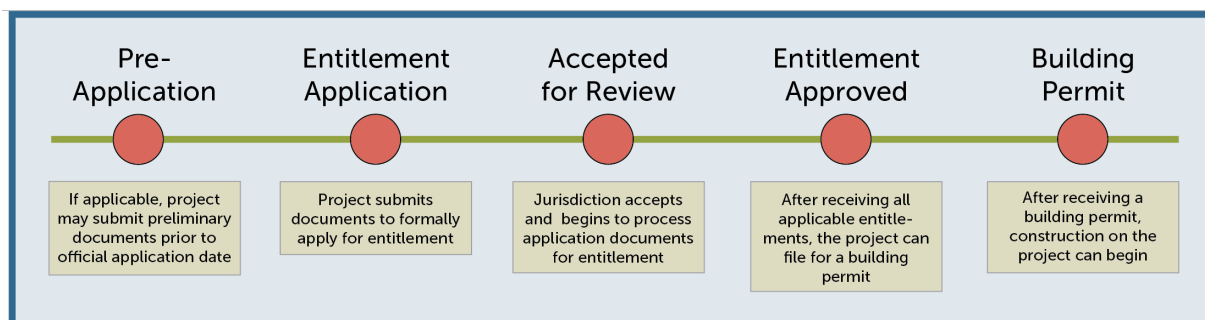 Pre-
Application
Entitlement
Application
Accepted
for Review
Entitlement
Approved
Building
Permit
If applicable, project
may submit preliminary
documents prior to
official application date
Project submits
documents to formally
apply for entitlement
Jurisdiction accepts
and begins to process
application documents
for entitlement
After receiving all
applicable entitle-
ments, the project can
file for a building
permit
After receiving a
building permit,
construction on the
project can begin